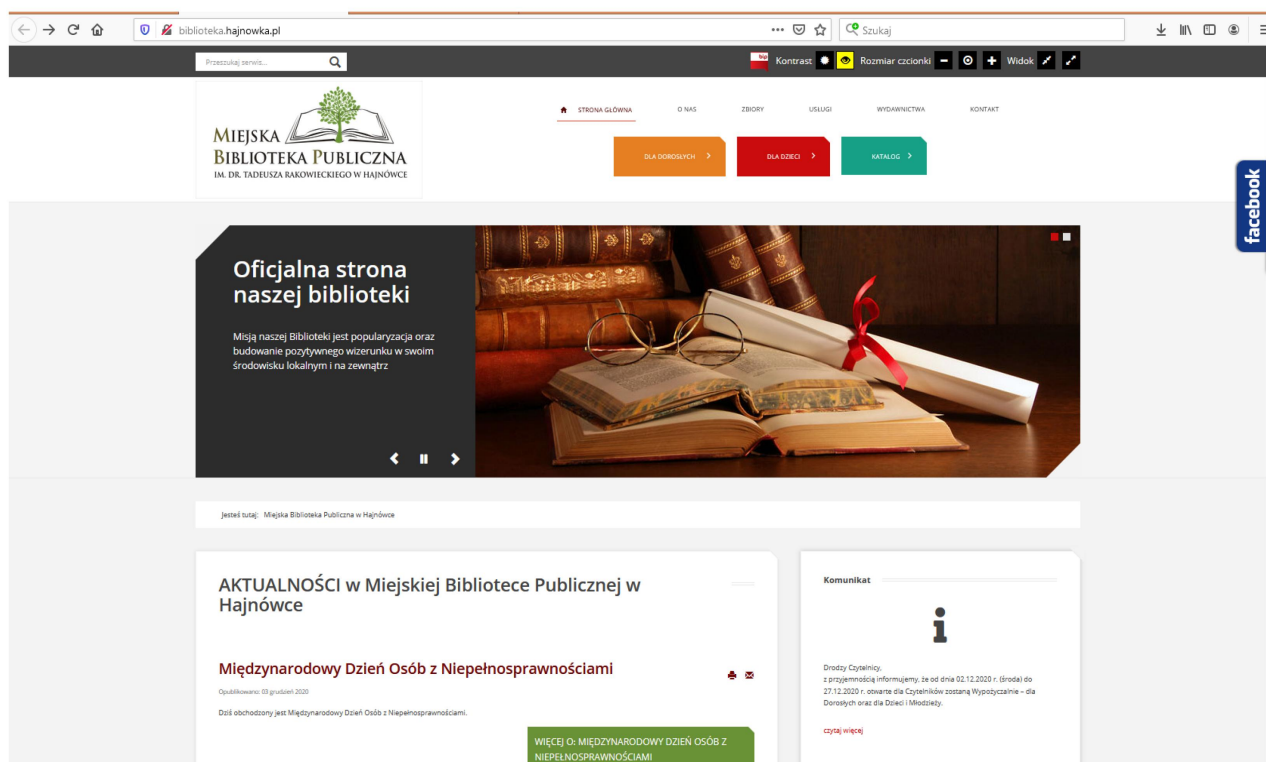 biblioteka.hajnowka.pl
Szukaj
Przeszukaj serwis...
bip
Kontrast
Rozmiar czcionki
Widok
MIEJSKA
BIBLIOTEKA PUBLICZNA
IM. DR. TADEUSZA RAKOWIECKIEGO W HAJNÓWCE
STRONA GŁÓWNA
O NAS
ZBIORY
USŁUGI
WYDAWNICTWA
KONTAKT
DLA DOROSŁYCH
DLA DZIECI
KATALOG
facebook
Oficjalna strona
naszej biblioteki
Misją naszej Biblioteki jest popularyzacja oraz
budowanie pozytywnego wizerunku w swoim
środowisku lokalnym i na zewnątrz
Jesteś tutaj: Miejska Biblioteka Publiczna w Hajnówce
AKTUALNOŚCI w Miejskiej Bibliotece Publicznej w
Hajnówce
Międzynarodowy Dzień Osób z Niepełnosprawnościami
Opublikowano: 03 grudzień 2020
Dziś obchodzony jest Międzynarodowy Dzień Osób z Niepełnosprawnościami.
WIĘCEJ O: MIĘDZYNARODOWY DZIEŃ OSÓB Z
NIEPEŁNOSPRAWNOŚCIAMI
Komunikat
Drodzy Czytelnicy,
z przyjemnością informujemy, że od dnia 02.12.2020 r. (środa) do
27.12.2020 r. otwarte dla Czytelników zostaną Wypożyczalnie – dla
Dorosłych oraz dla Dzieci i Młodzieży.
czytaj więcej